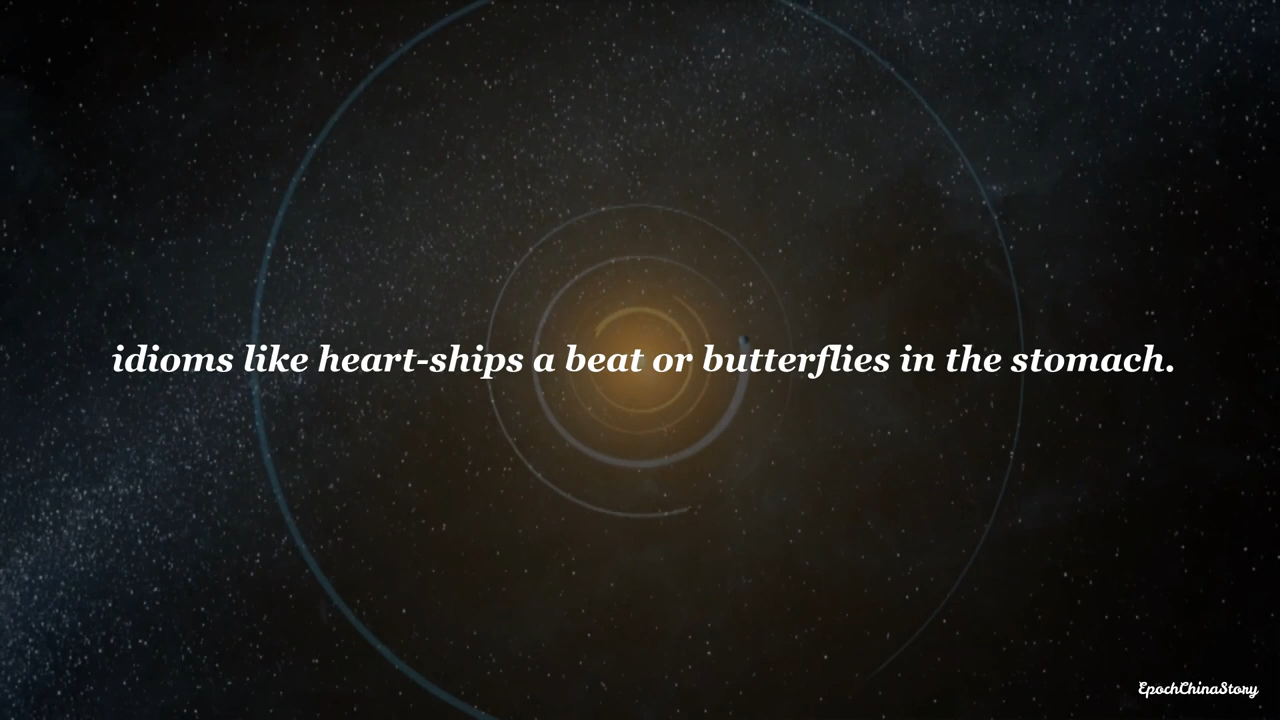 idioms like heart-ships a beat or butterflies in the stomach.
EpochChinaStory